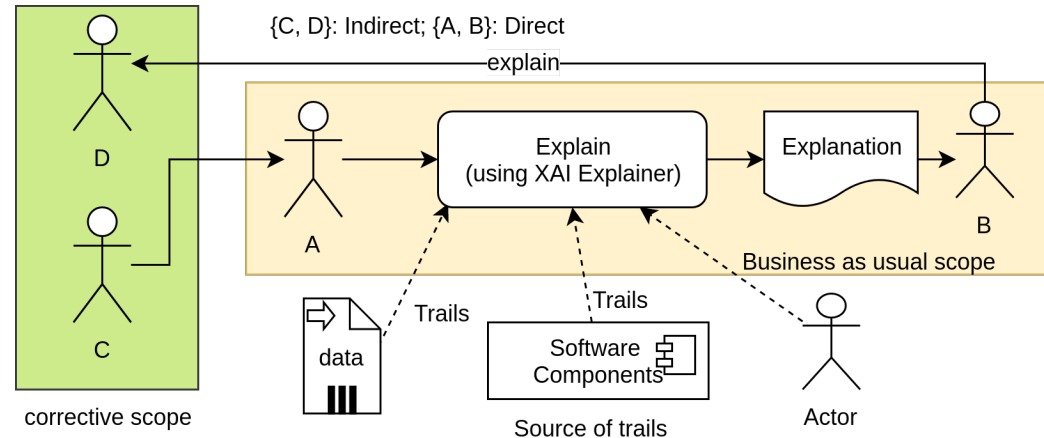 {C, D}: Indirect; {A, B}: Direct
explain
D
Explain
(using XAI Explainer)
Explanation
A
B
C
Business as usual scope
Trails
Trails
data
Software
Components
corrective scope
Source of trails
Actor